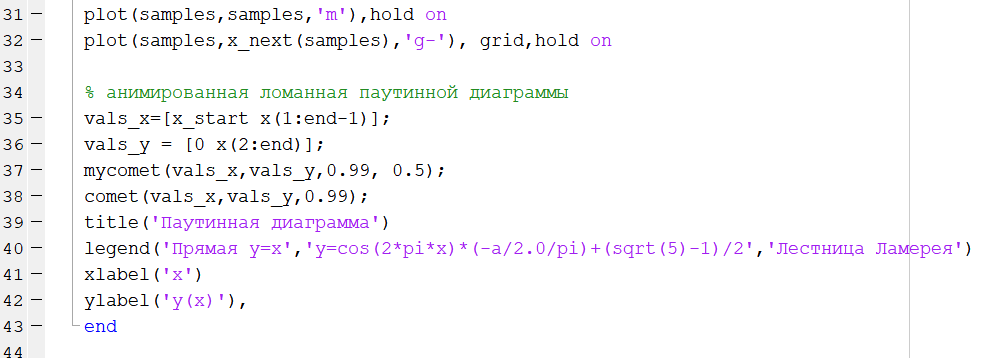 31 – plot(samples,samples,'m'),hold on
32 – plot(samples,x_next(samples),'g-'), grid,hold on
33
34 % анимированная ломанная паутинной диаграммы
35 – vals_x=[x_start x(1:end-1)];
36 – vals_y = [0 x(2:end)];
37 – mycomet(vals_x,vals_y,0.99, 0.5);
38 – comet(vals_x,vals_y,0.99);
39 – title('Паутинная диаграмма')
40 – legend('Прямая y=x','y=cos(2*pi*x)*(-a/2.0/pi)+(sqrt(5)-1)/2','Лестница Ламерея')
41 – xlabel('x')
42 – ylabel('y(x)'),
43 – end
44